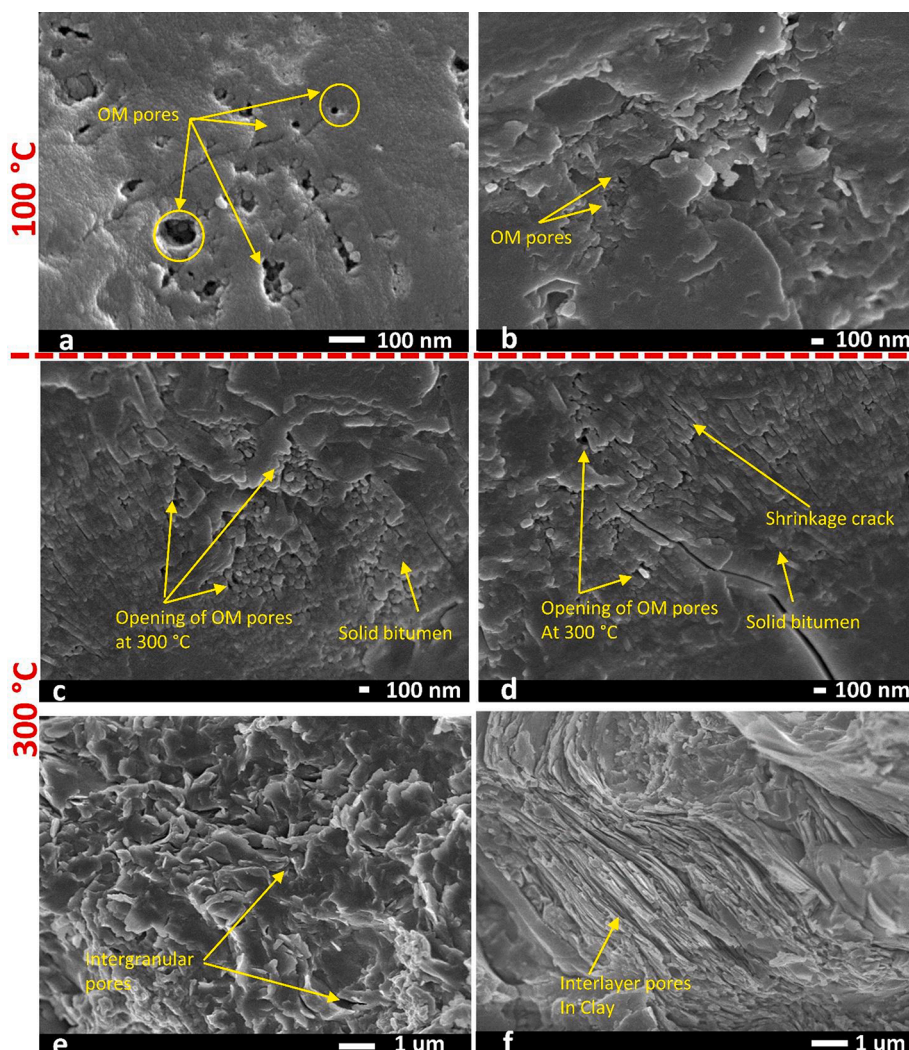 100 °C
OM pores
a
100 nm
OM pores
b
100 nm
300 °C
Opening of OM pores
at 300 °C
Solid bitumen
c
100 nm
Shrinkage crack
Opening of OM pores
At 300 °C
Solid bitumen
d
100 nm
Intergranular
pores
e
1 µm
Interlayer pores
In Clay
f
1 µm